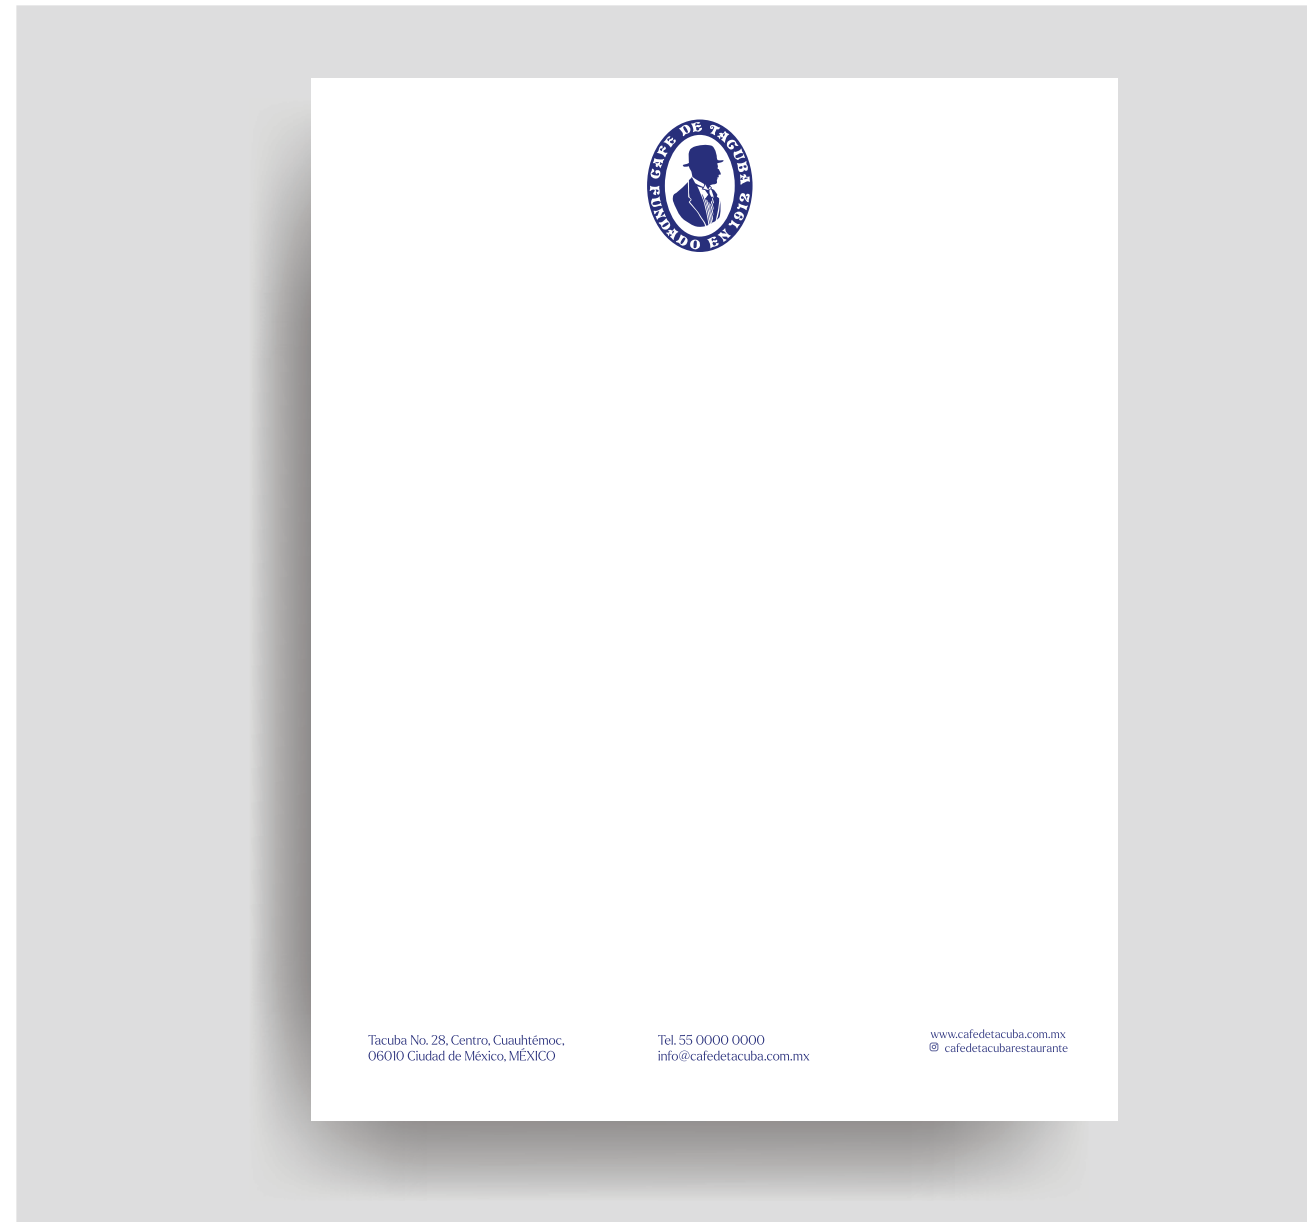 CAFE DE TACUBA
FUNDADO EN 1912
Tacuba No. 28, Centro, Cuauhtémoc,
06010 Ciudad de México, MÉXICO
Tel. 55 0000 0000
info@cafedetacuba.com.mx
www.cafedetacuba.com.mx
cafedetacubarestaurante